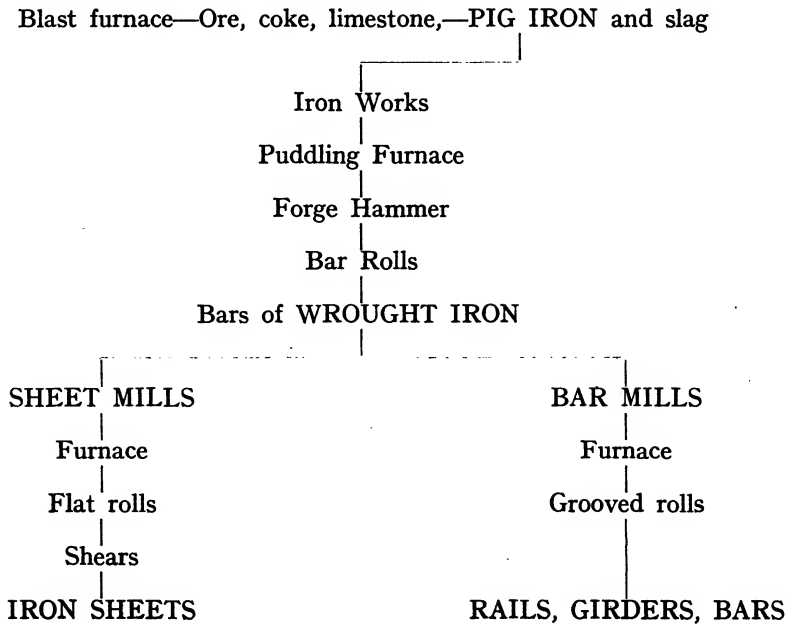 Blast furnace—Ore, coke, limestone,—PIG IRON and slag
Iron Works
Puddling Furnace
Forge Hammer
Bar Rolls
Bars of WROUGHT IRON
SHEET MILLS BAR MILLS
Furnace Furnace
Flat rolls Grooved rolls
Shears
IRON SHEETS RAILS, GIRDERS, BARS